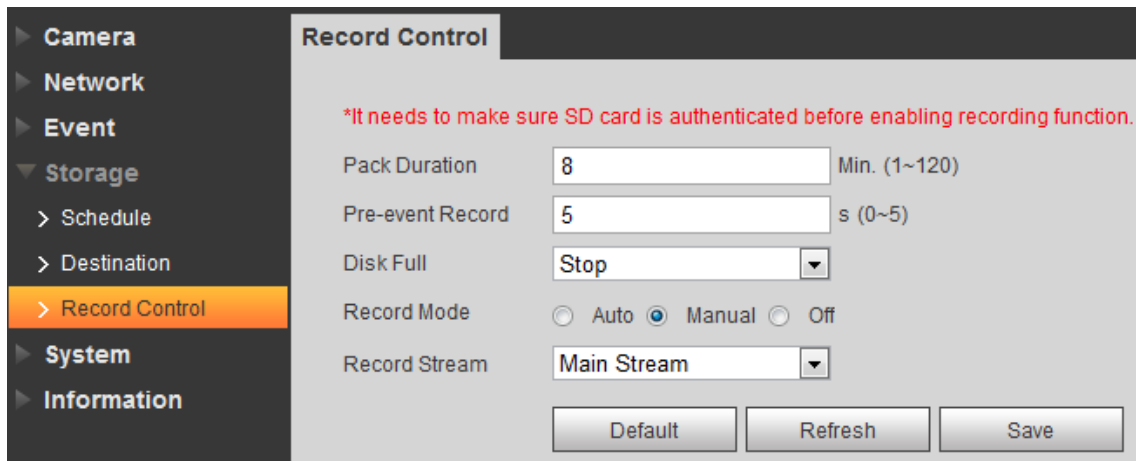 Camera
Network
Event
Storage
Schedule
Destination
Record Control
System
Information
Record Control
*It needs to make sure SD card is authenticated before enabling recording function.
Pack Duration 8 Min. (1~120)
Pre-event Record 5 s (0~5)
Disk Full Stop
Record Mode Auto Manual Off
Record Stream Main Stream
Default Refresh Save